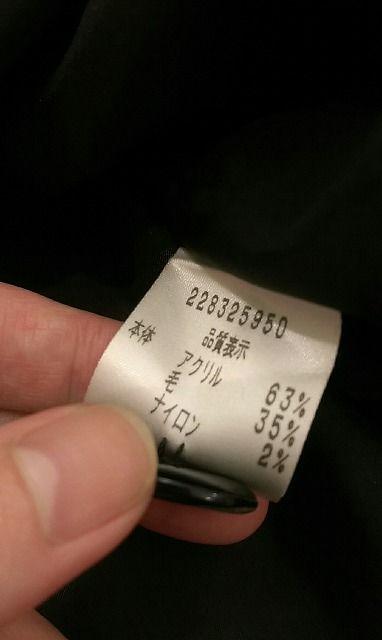 228325950
品質表示
本体
アクリル 63%
毛 35%
ナイロン 2%